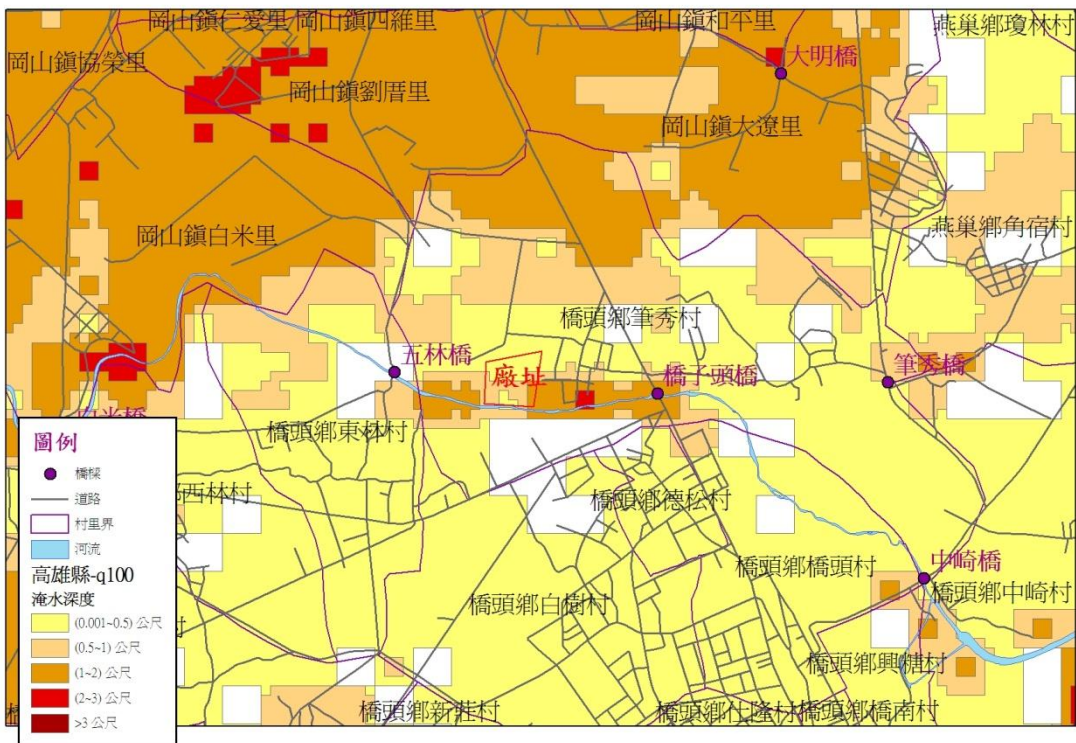 岡山鎮仁愛里
岡山鎮四維里
岡山鎮和平里
燕巢鄉瓊林村
岡山鎮協榮里
大明橋
岡山鎮劉厝里
岡山鎮大遼里
岡山鎮白米里
燕巢鄉角宿村
橋頭鄉筆秀村
五林橋
廠址
橋子頭橋
筆秀橋
橋頭鄉東林村
西林村
橋頭鄉德松村
橋頭鄉橋頭村
中崎橋
橋頭鄉中崎村
橋頭鄉白樹村
橋頭鄉興糖村
橋頭鄉新莊村
橋頭鄉仕隆村
橋頭鄉橋南村
圖例
橋樑
道路
村里界
河流
高雄縣-q100
淹水深度
(0.001~0.5) 公尺
(0.5~1) 公尺
(1~2) 公尺
(2~3) 公尺
>3 公尺